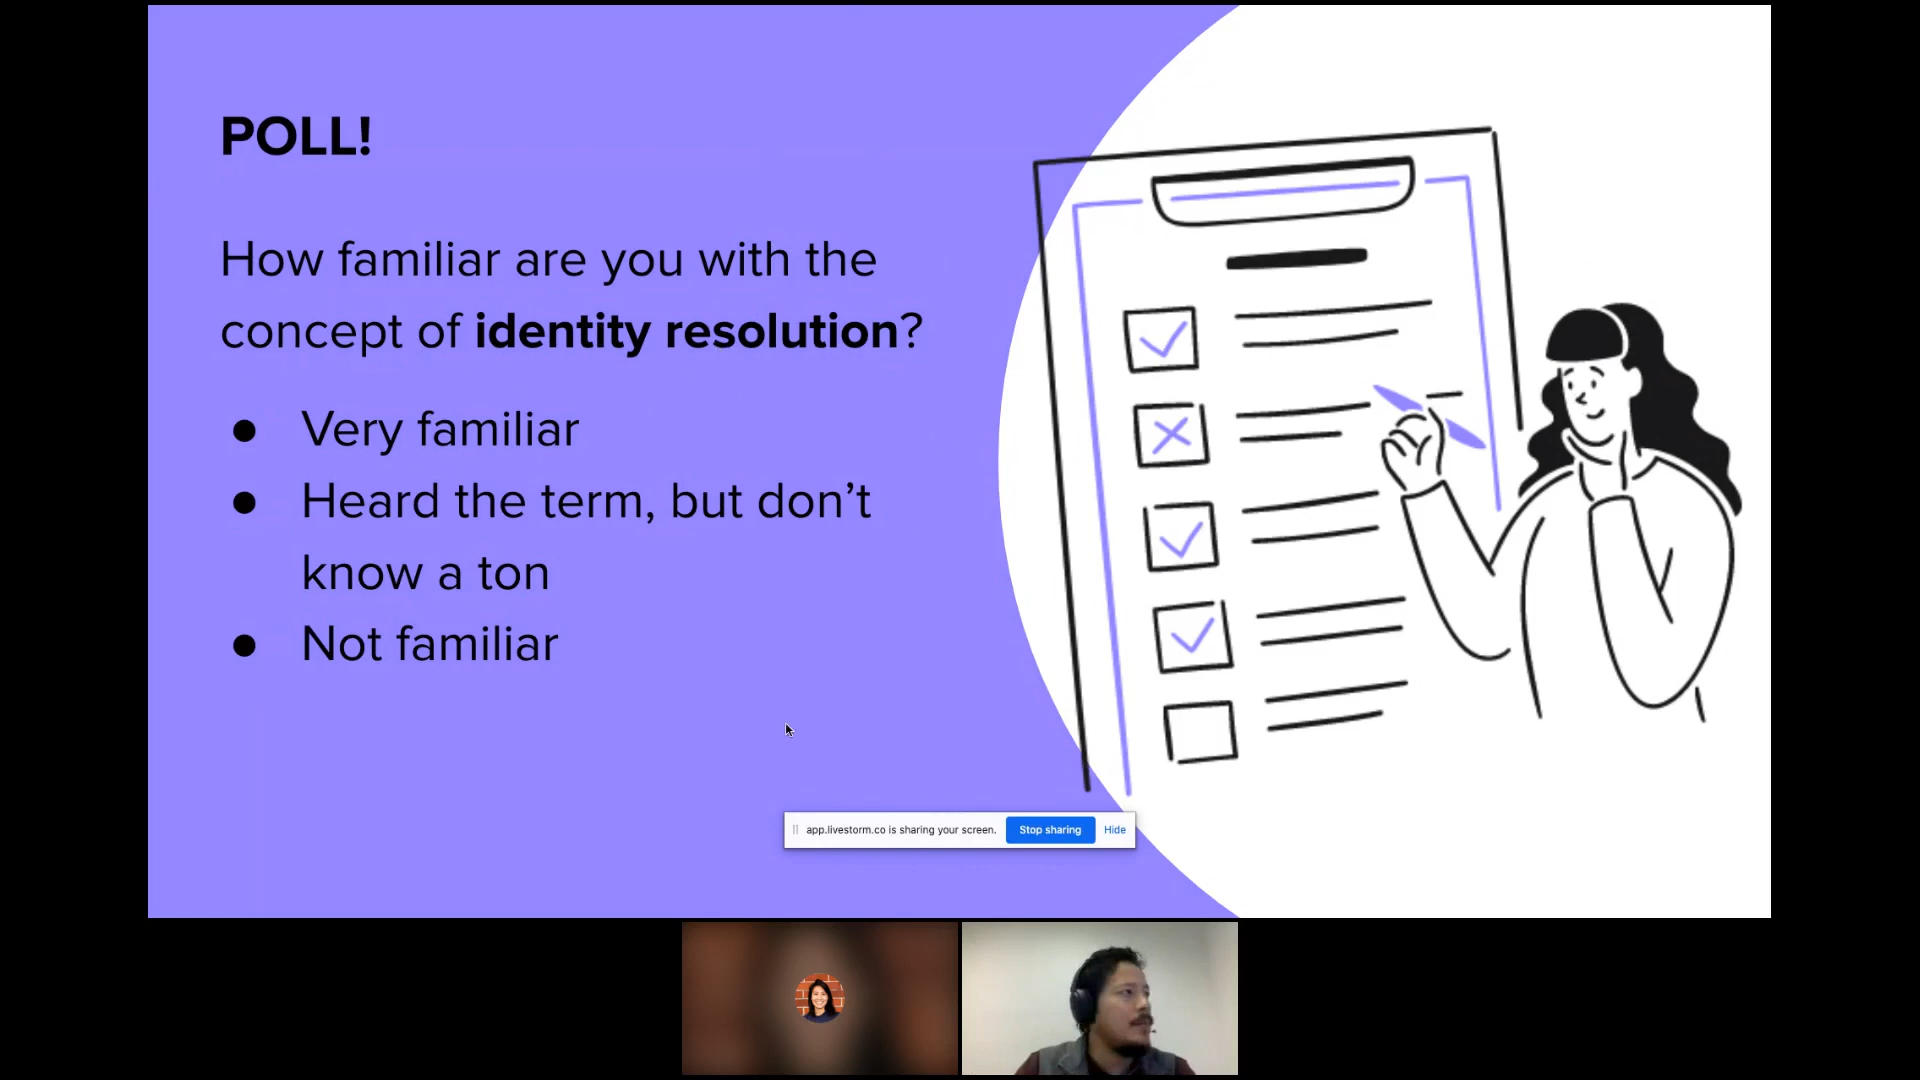 POLL!
How familiar are you with the
concept of identity resolution?
● Very familiar
● Heard the term, but don’t
know a ton
● Not familiar
app.livestorm.co is sharing your screen. Stop sharing Hide